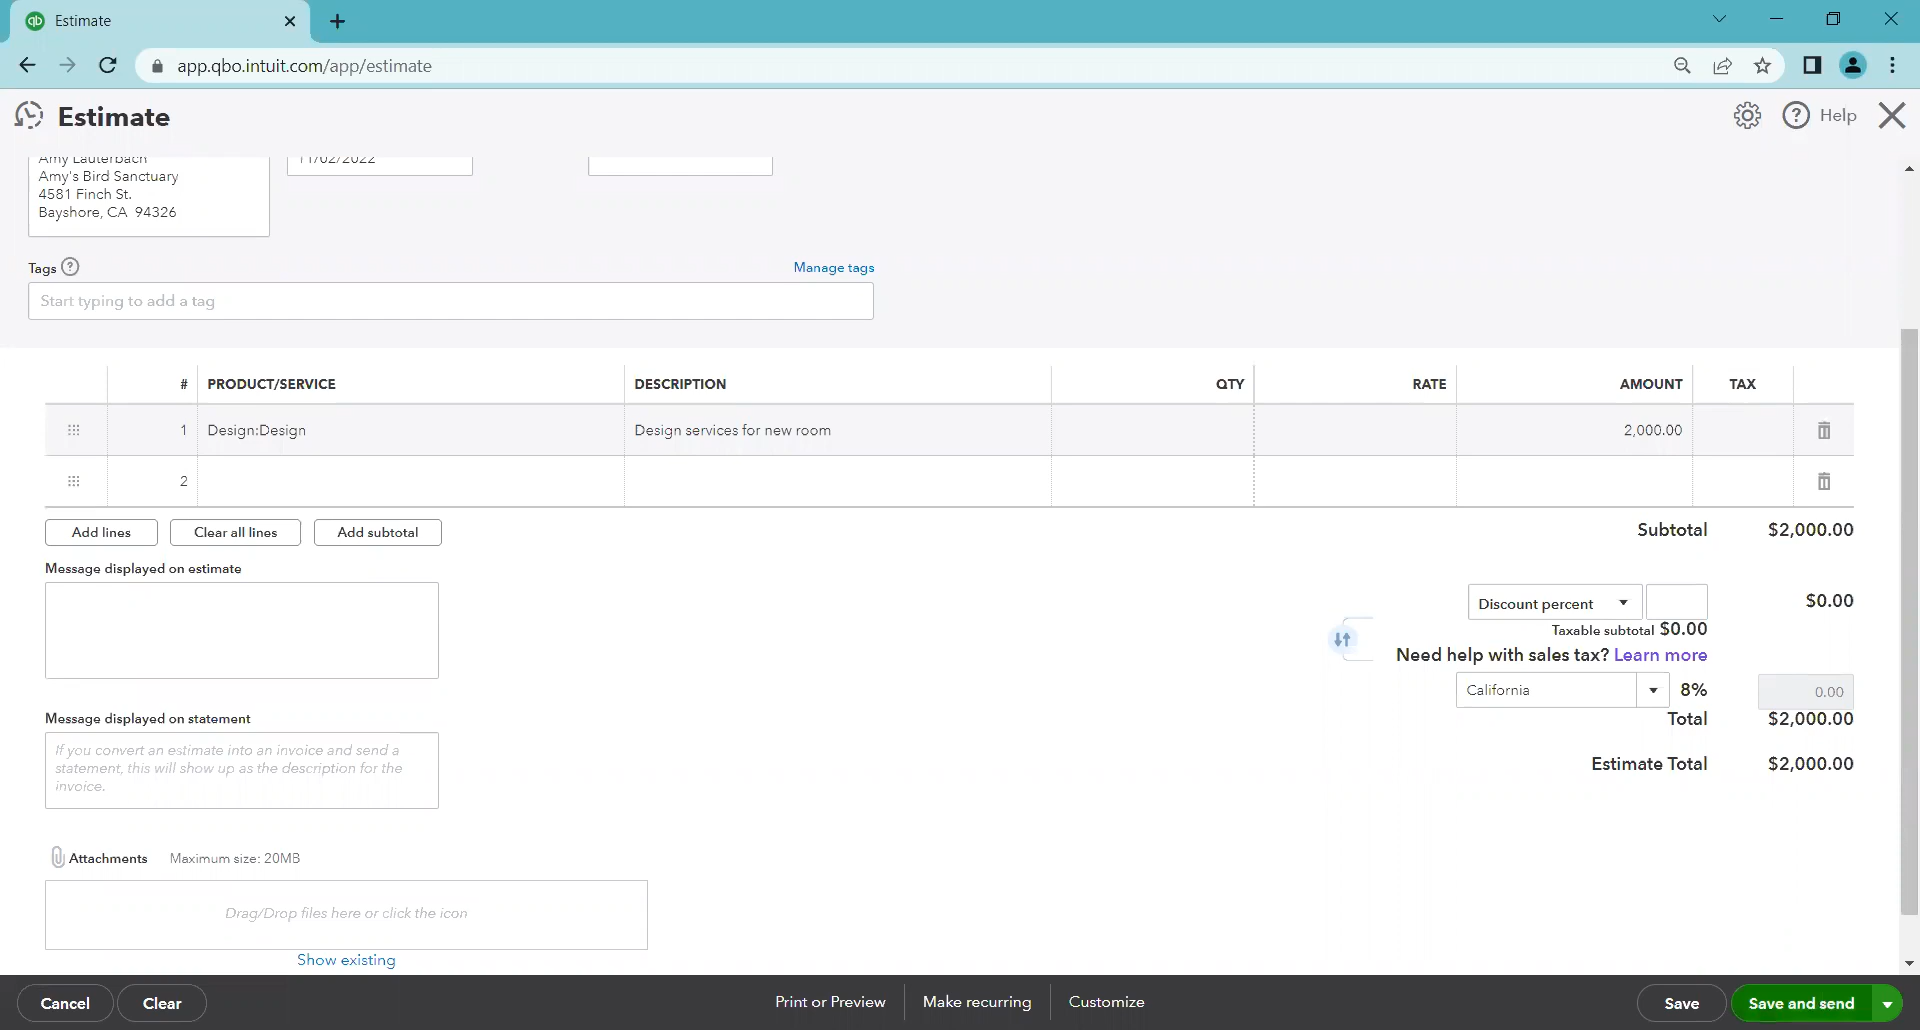 Estimate
app.qbo.intuit.com/app/estimate
Estimate
Help
Amy Lauterbach
11/02/2022
Amy's Bird Sanctuary
4581 Finch St.
Bayshore, CA 94326
Tags
Manage tags
Start typing to add a tag
# PRODUCT/SERVICE DESCRIPTION QTY RATE AMOUNT TAX
1 Design:Design Design services for new room 2,000.00
2
Add lines Clear all lines Add subtotal
Subtotal $2,000.00
Message displayed on estimate
Discount percent $0.00
Taxable subtotal $0.00
Need help with sales tax? Learn more
California 8% 0.00
Total $2,000.00
Message displayed on statement
If you convert an estimate into an invoice and send a
statement, this will show up as the description for the
invoice.
Estimate Total $2,000.00
Attachments Maximum size: 20MB
Drag/Drop files here or click the icon
Show existing
Cancel Clear Print or Preview Make recurring Customize Save Save and send